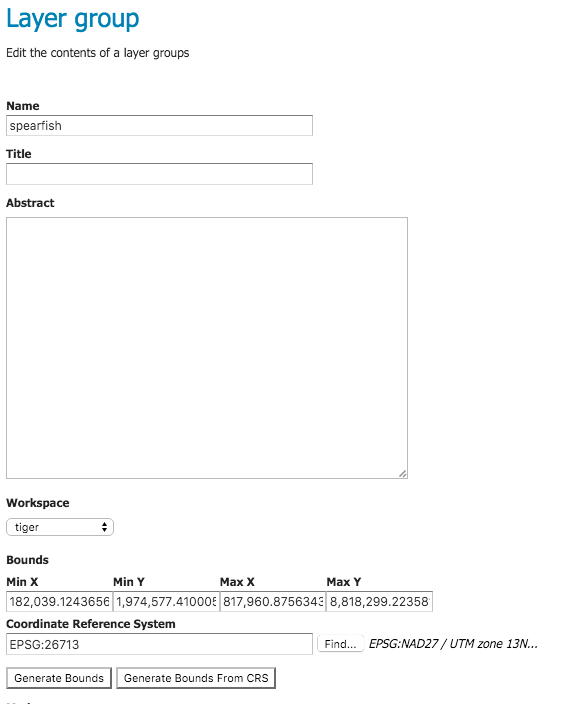 Layer group
Edit the contents of a layer groups
Name
spearfish
Title
Abstract
Workspace
tiger
Bounds
Min X Min Y Max X Max Y
182,039.1243656 1,974,577.410005 817,960.8756343 8,818,299.22358
Coordinate Reference System
EPSG:26713 Find... EPSG:NAD27 / UTM zone 13N...
Generate Bounds Generate Bounds From CRS